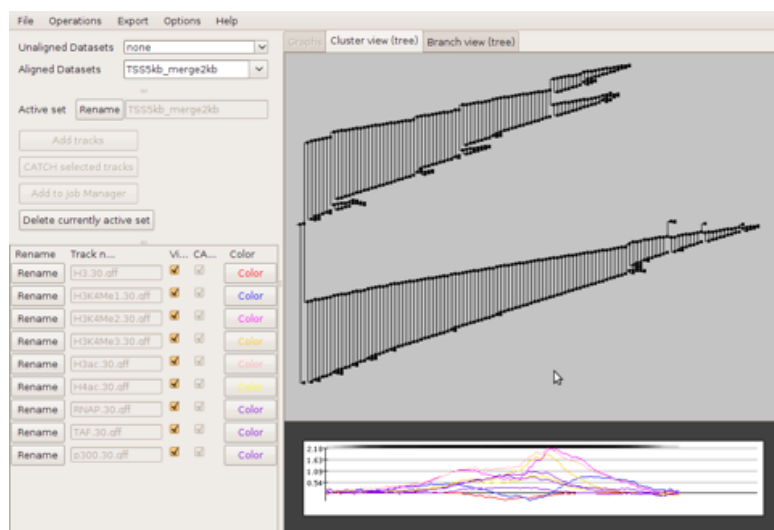 File Operations Export Options Help
Unaligned Datasets none
Aligned Datasets TSS5kb_merge2kb
Active set Rename TSS5kb_merge2kb
Add tracks
CATCH selected tracks
Add to Job Manager
Delete currently active set
Rename Track n... Vi... CA... Color
Rename H3.30.gff Color
Rename H3K4Me1.30.gff Color
Rename H3K4Me2.30.gff Color
Rename H3K4Me3.30.gff Color
Rename H3ac.30.gff Color
Rename H4ac.30.gff Color
Rename RNAP.30.gff Color
Rename TAF.30.gff Color
Rename p300.30.gff Color
Graphs Cluster view (tree) Branch view (tree)
2.18
1.63
1.09
0.54